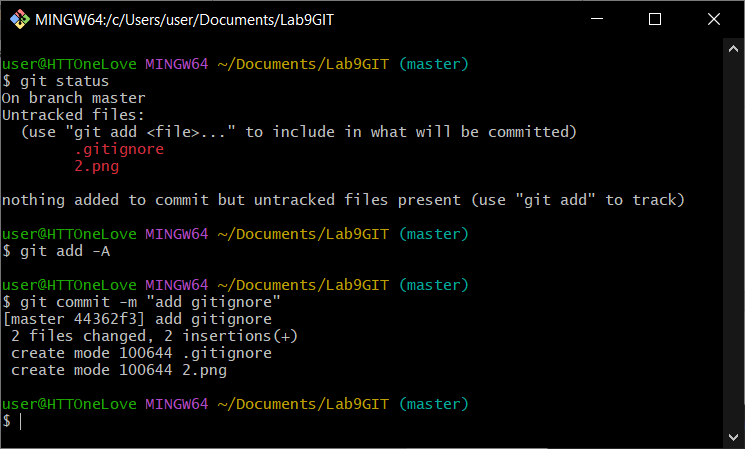 MINGW64:/c/Users/user/Documents/Lab9GIT
user@HTTOneLove MINGW64 ~/Documents/Lab9GIT (master)
$ git status
On branch master
Untracked files:
  (use "git add <file>..." to include in what will be committed)
        .gitignore
        2.png

nothing added to commit but untracked files present (use "git add" to track)

user@HTTOneLove MINGW64 ~/Documents/Lab9GIT (master)
$ git add -A

user@HTTOneLove MINGW64 ~/Documents/Lab9GIT (master)
$ git commit -m "add gitignore"
[master 44362f3] add gitignore
 2 files changed, 2 insertions(+)
 create mode 100644 .gitignore
 create mode 100644 2.png

user@HTTOneLove MINGW64 ~/Documents/Lab9GIT (master)
$